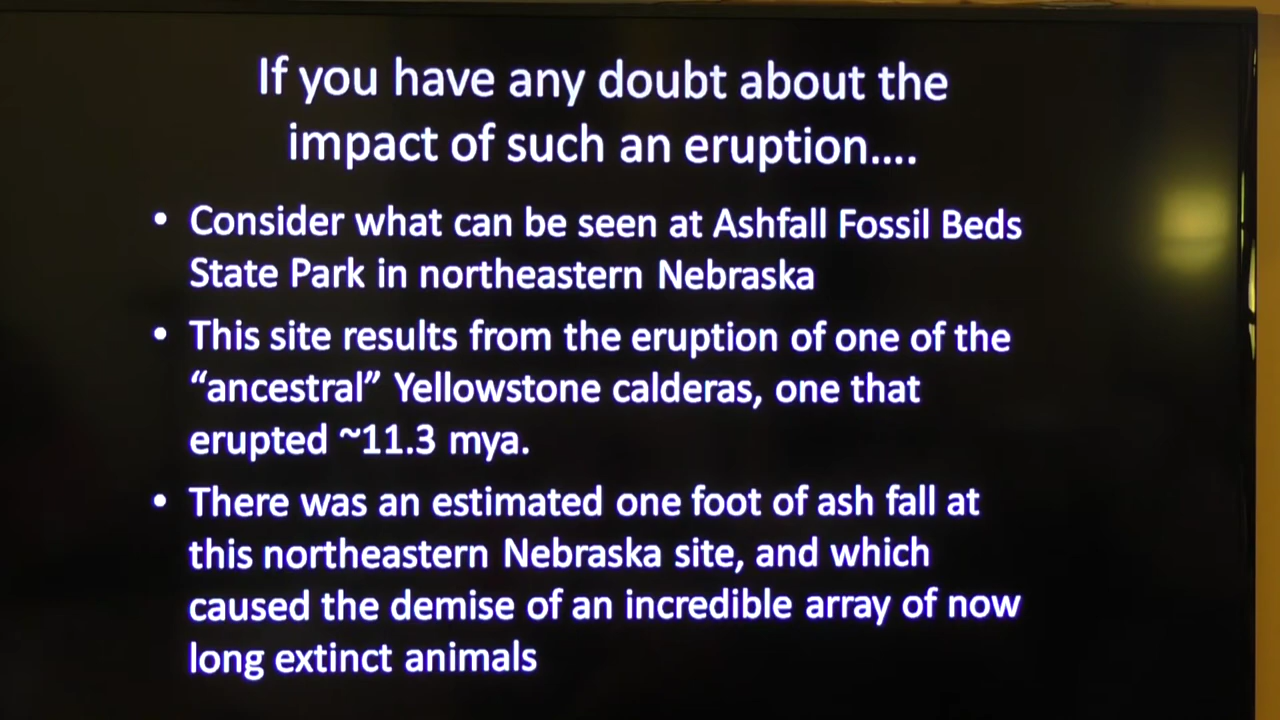 If you have any doubt about the
impact of such an eruption....
• Consider what can be seen at Ashfall Fossil Beds
State Park in northeastern Nebraska
• This site results from the eruption of one of the
“ancestral” Yellowstone calderas, one that
erupted ~11.3 mya.
• There was an estimated one foot of ash fall at
this northeastern Nebraska site, and which
caused the demise of an incredible array of now
long extinct animals